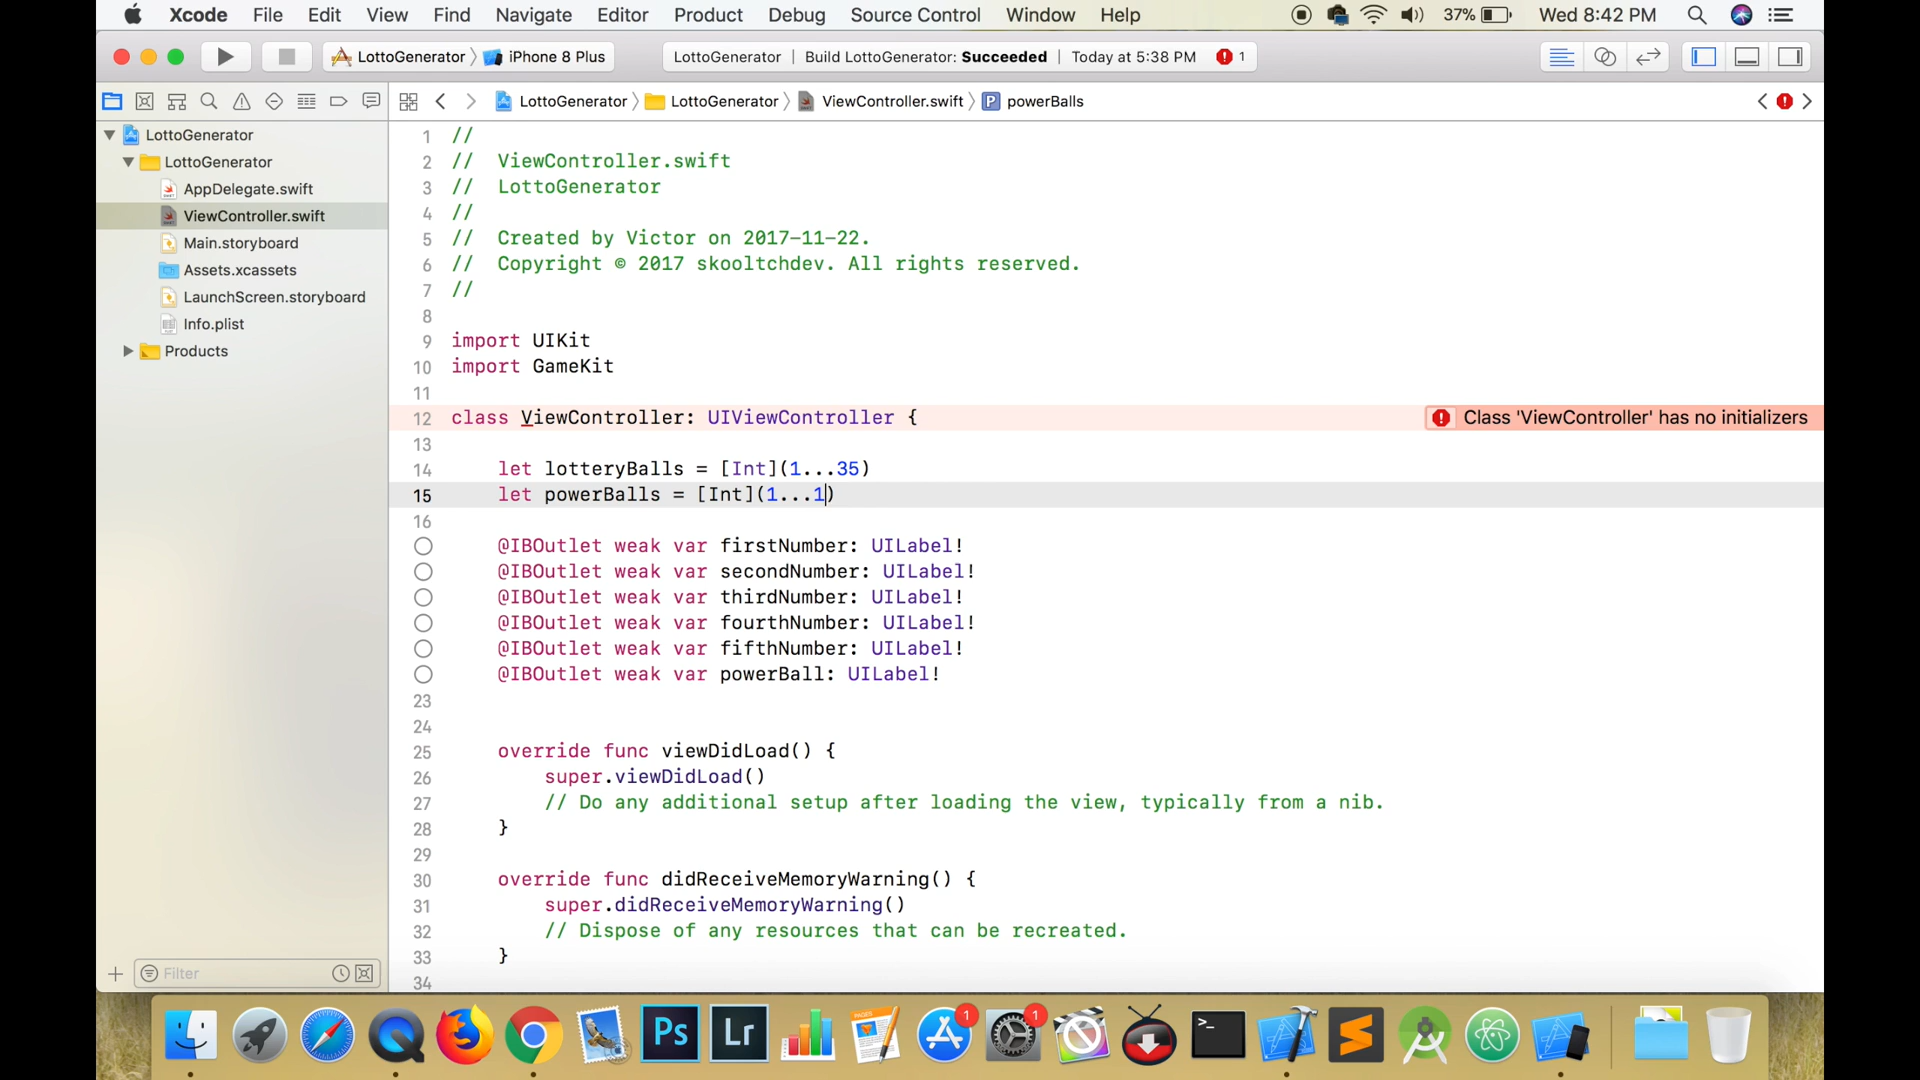 Xcode File Edit View Find Navigate Editor Product Debug Source Control Window Help 37% Wed 8:42 PM
LottoGenerator iPhone 8 Plus LottoGenerator | Build LottoGenerator: Succeeded | Today at 5:38 PM 1
LottoGenerator LottoGenerator ViewController.swift P powerBalls
LottoGenerator
LottoGenerator
AppDelegate.swift
ViewController.swift
Main.storyboard
Assets.xcassets
LaunchScreen.storyboard
Info.plist
Products
Filter
1 //
2 // ViewController.swift
3 // LottoGenerator
4 //
5 // Created by Victor on 2017-11-22.
6 // Copyright © 2017 skooltchdev. All rights reserved.
7 //
8
9 import UIKit
10 import GameKit
11
12 class ViewController: UIViewController { Class 'ViewController' has no initializers
13
14 let lotteryBalls = [Int](1...35)
15 let powerBalls = [Int](1...1)
16
@IBOutlet weak var firstNumber: UILabel!
@IBOutlet weak var secondNumber: UILabel!
@IBOutlet weak var thirdNumber: UILabel!
@IBOutlet weak var fourthNumber: UILabel!
@IBOutlet weak var fifthNumber: UILabel!
@IBOutlet weak var powerBall: UILabel!
23
24
25 override func viewDidLoad() {
26 super.viewDidLoad()
27 // Do any additional setup after loading the view, typically from a nib.
28 }
29
30 override func didReceiveMemoryWarning() {
31 super.didReceiveMemoryWarning()
32 // Dispose of any resources that can be recreated.
33 }
34
Ps Lr 1 1 >_